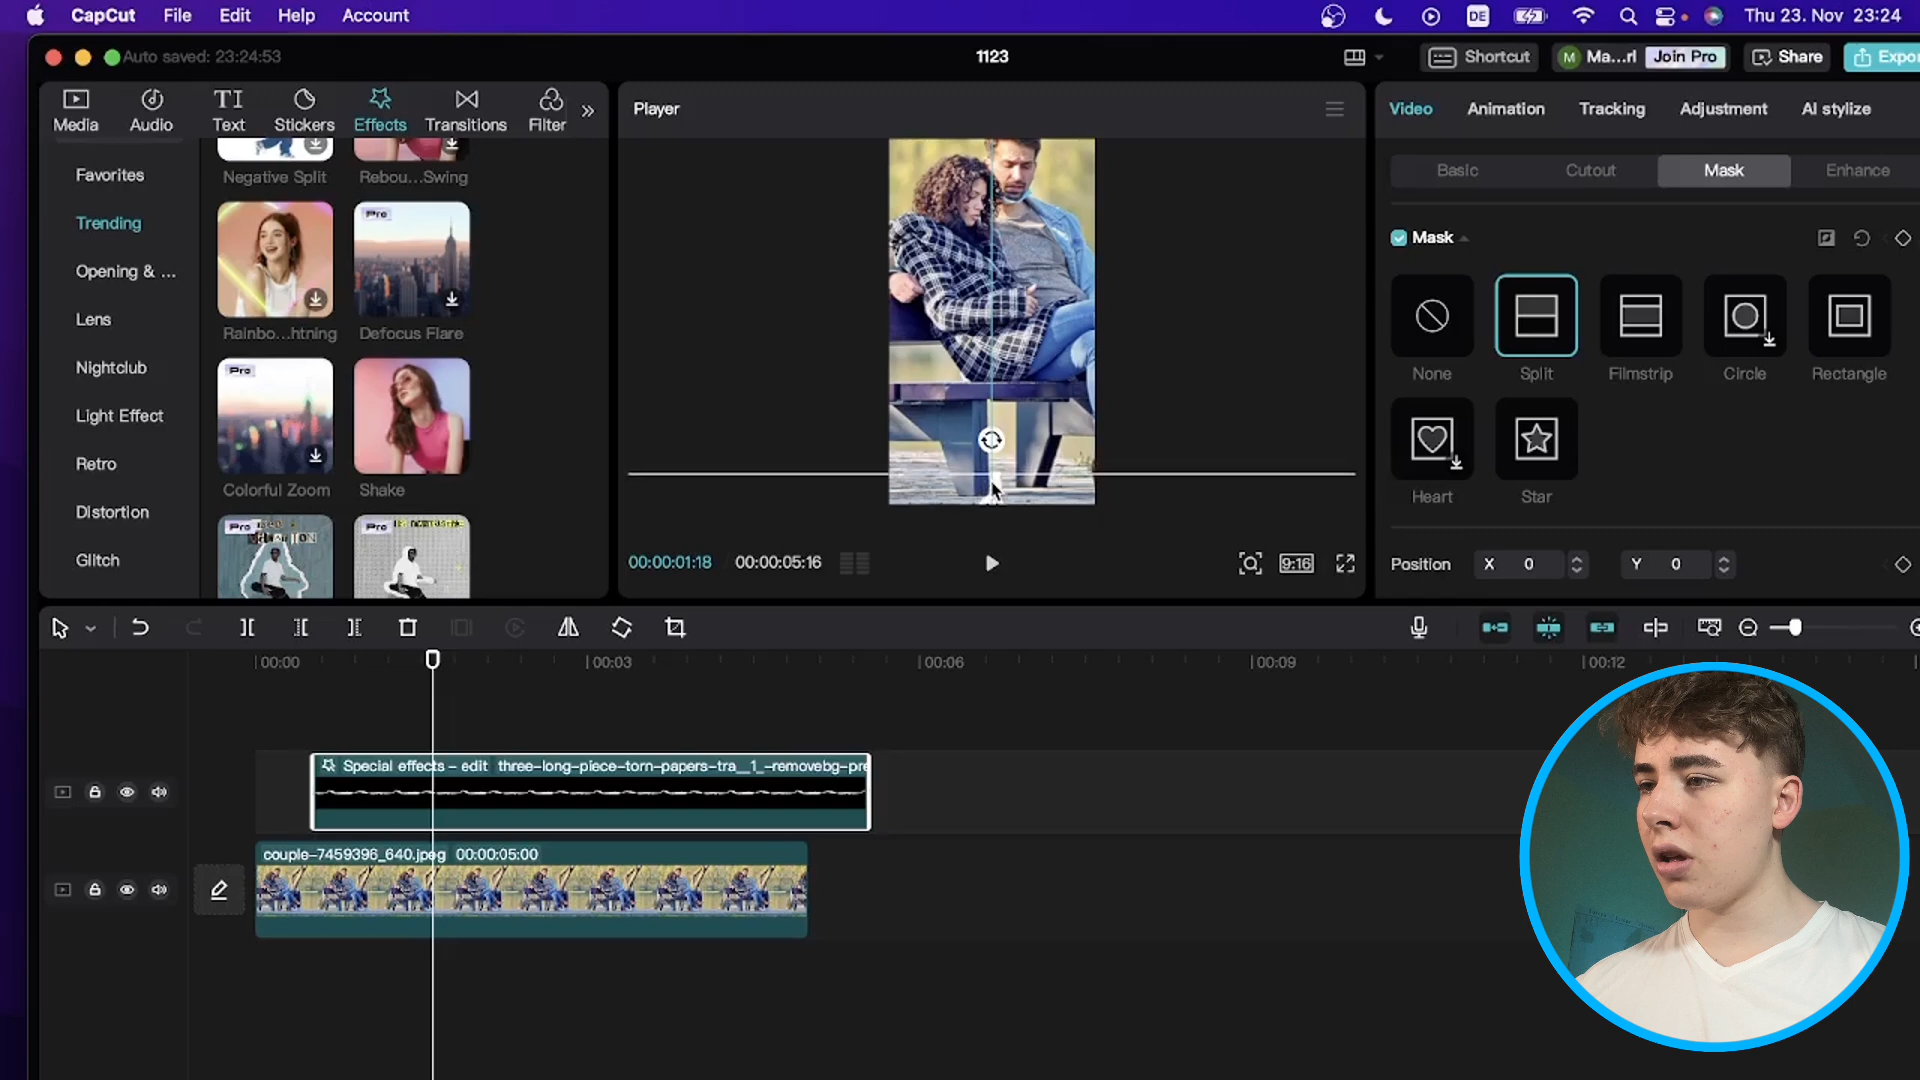 CapCut File Edit Help Account
DE Thu 23. Nov 23:24
Auto saved: 23:24:53
1123
Shortcut M Ma...rl Join Pro Share Expor
Media Audio Text Stickers Effects Transitions Filter
Player
Video Animation Tracking Adjustment AI stylize
Basic Cutout Mask Enhance
Favorites
Trending
Opening & ...
Lens
Nightclub
Light Effect
Retro
Distortion
Glitch
Negative Split Rebou...Swing
Pro
Rainbo...htning Defocus Flare
Pro
Colorful Zoom Shake
Pro Pro
Mask
None Split Filmstrip Circle Rectangle
Heart Star
Position X 0 Y 0
00:00:01:18 00:00:05:16
9:16
00:00 00:03 00:06 00:09 00:12
Special effects – edit three-long-piece-torn-papers-tra__1_-removebg-pre
couple-7459396_640.jpeg 00:00:05:00